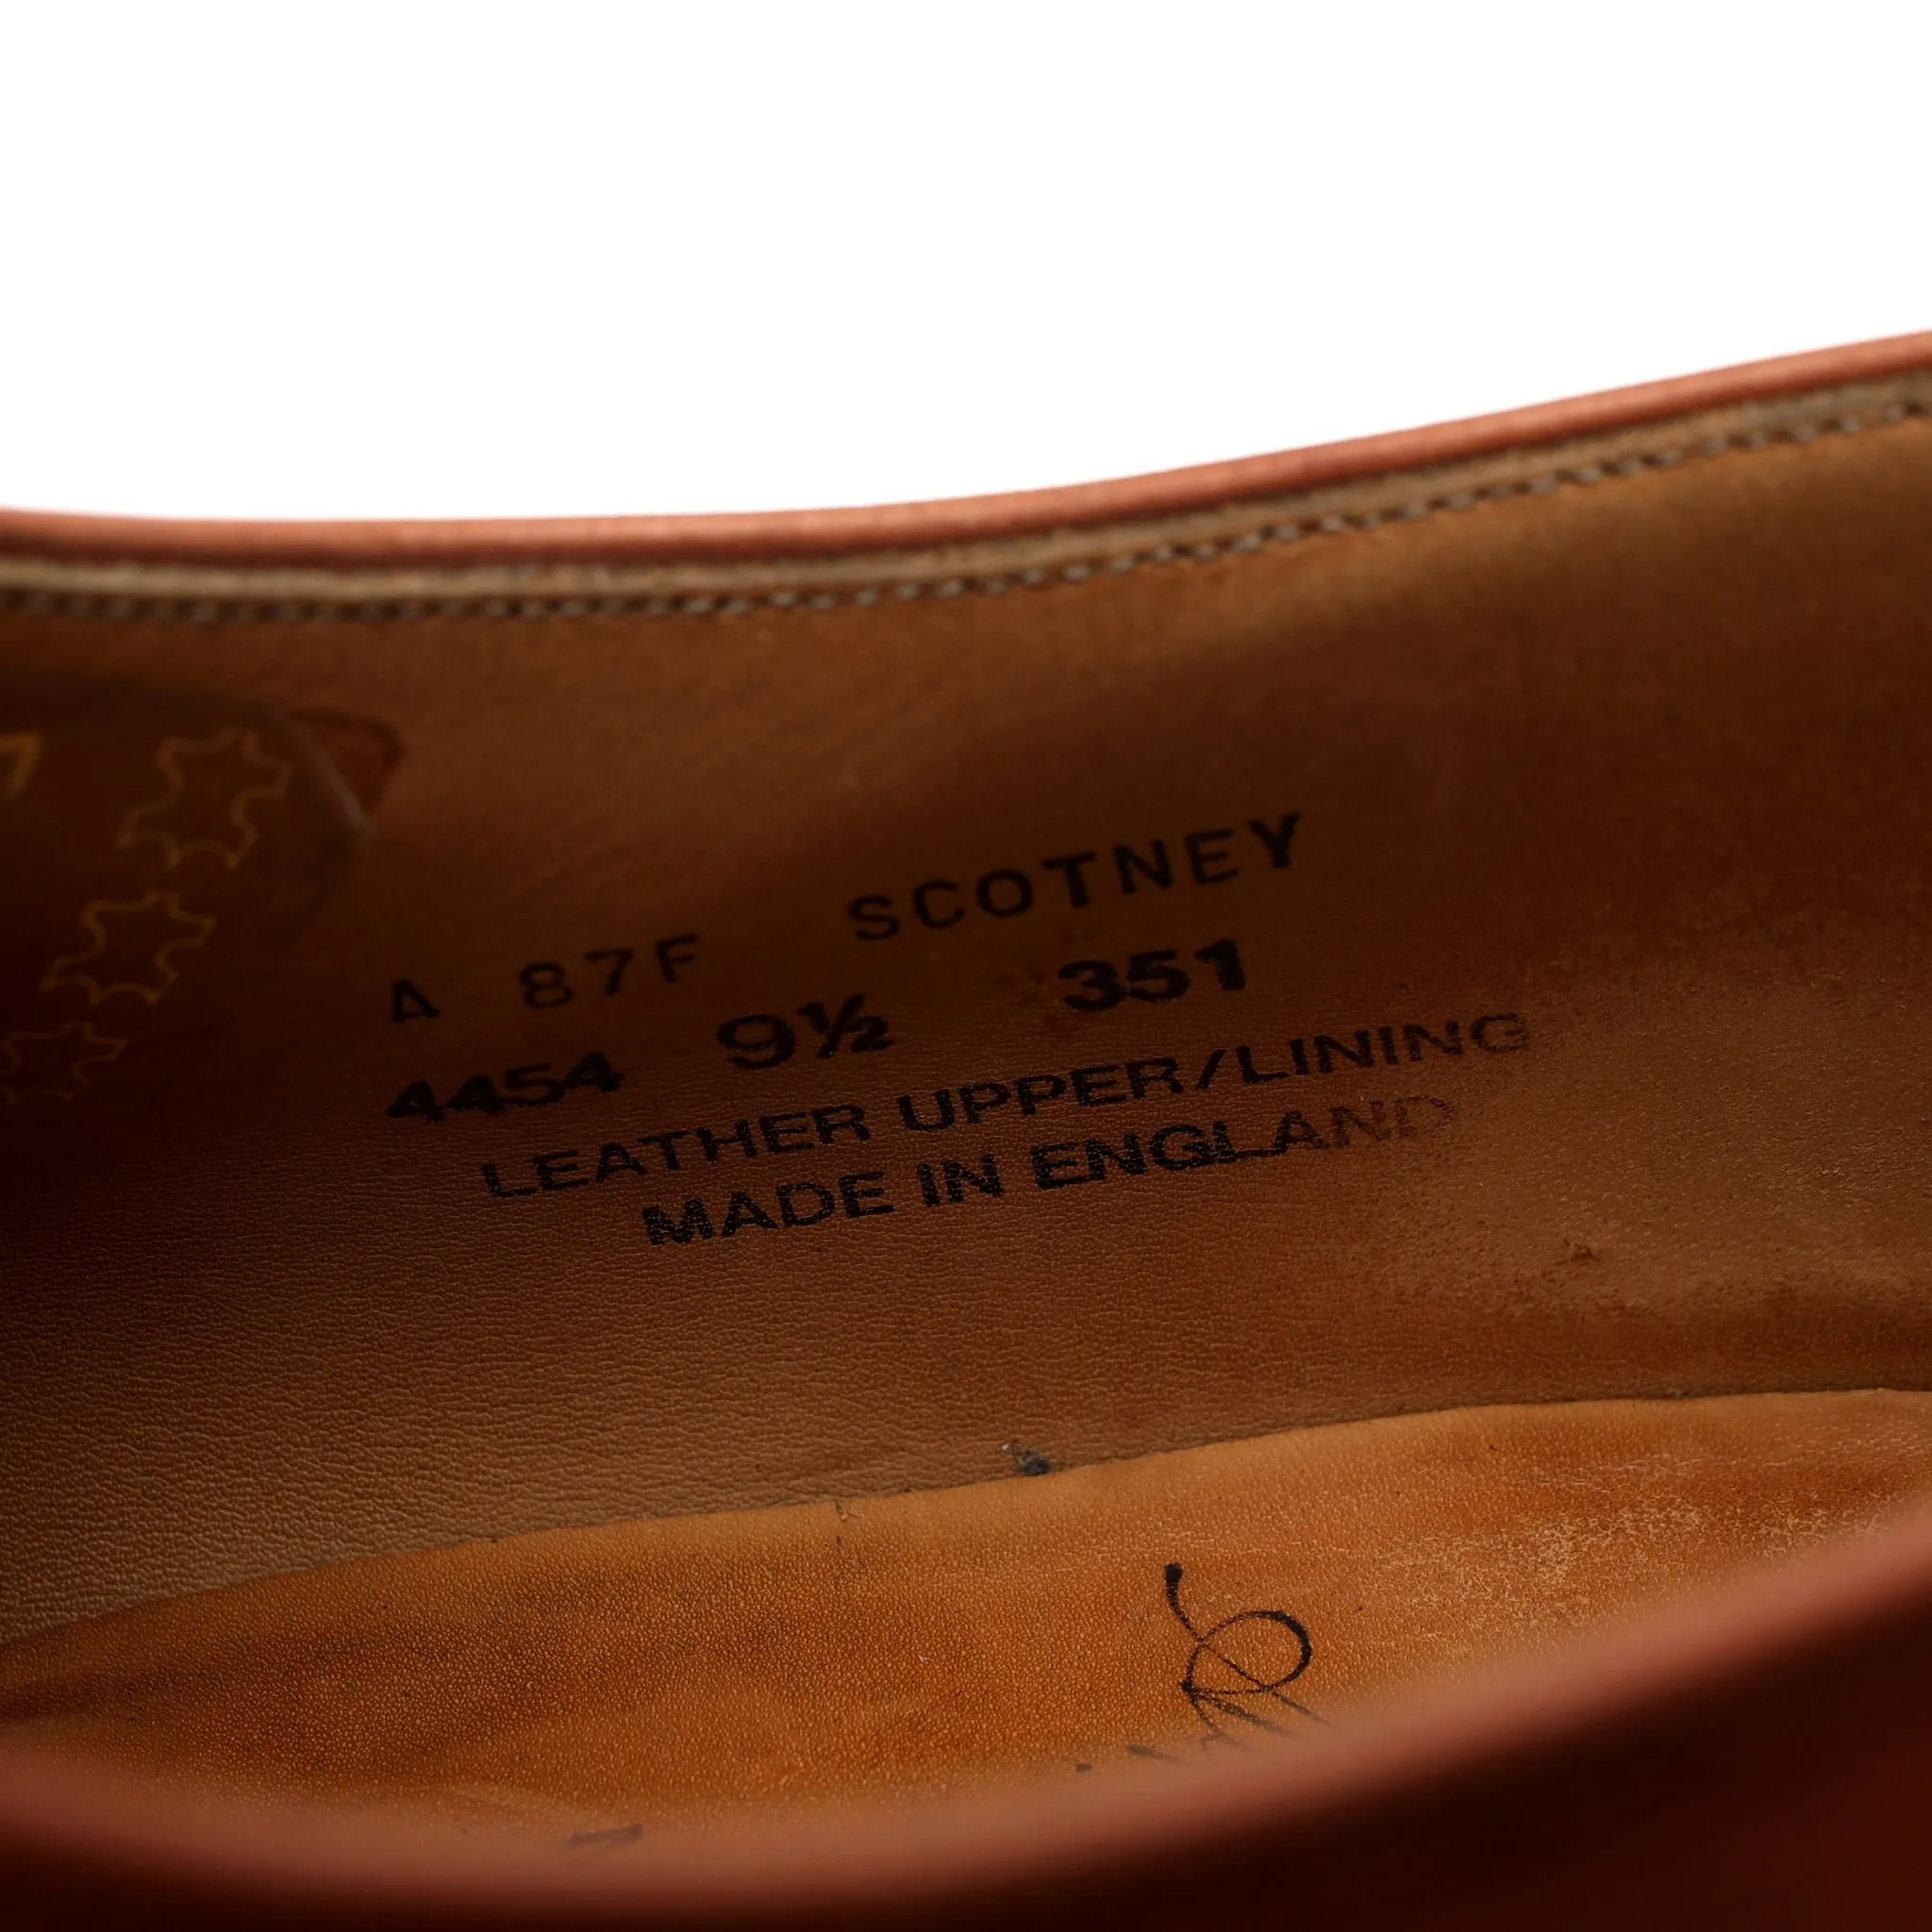 A 87F SCOTNEY
4454 9½ 351
LEATHER UPPER/LINING
MADE IN ENGLAND